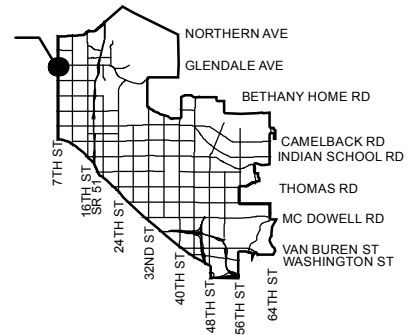 NORTHERN AVE
GLENDALE AVE
BETHANY HOME RD
CAMELBACK RD
INDIAN SCHOOL RD
THOMAS RD
MC DOWELL RD
VAN BUREN ST
WASHINGTON ST
7TH ST
16TH ST
SR 51
24TH ST
32ND ST
40TH ST
48TH ST
56TH ST
64TH ST